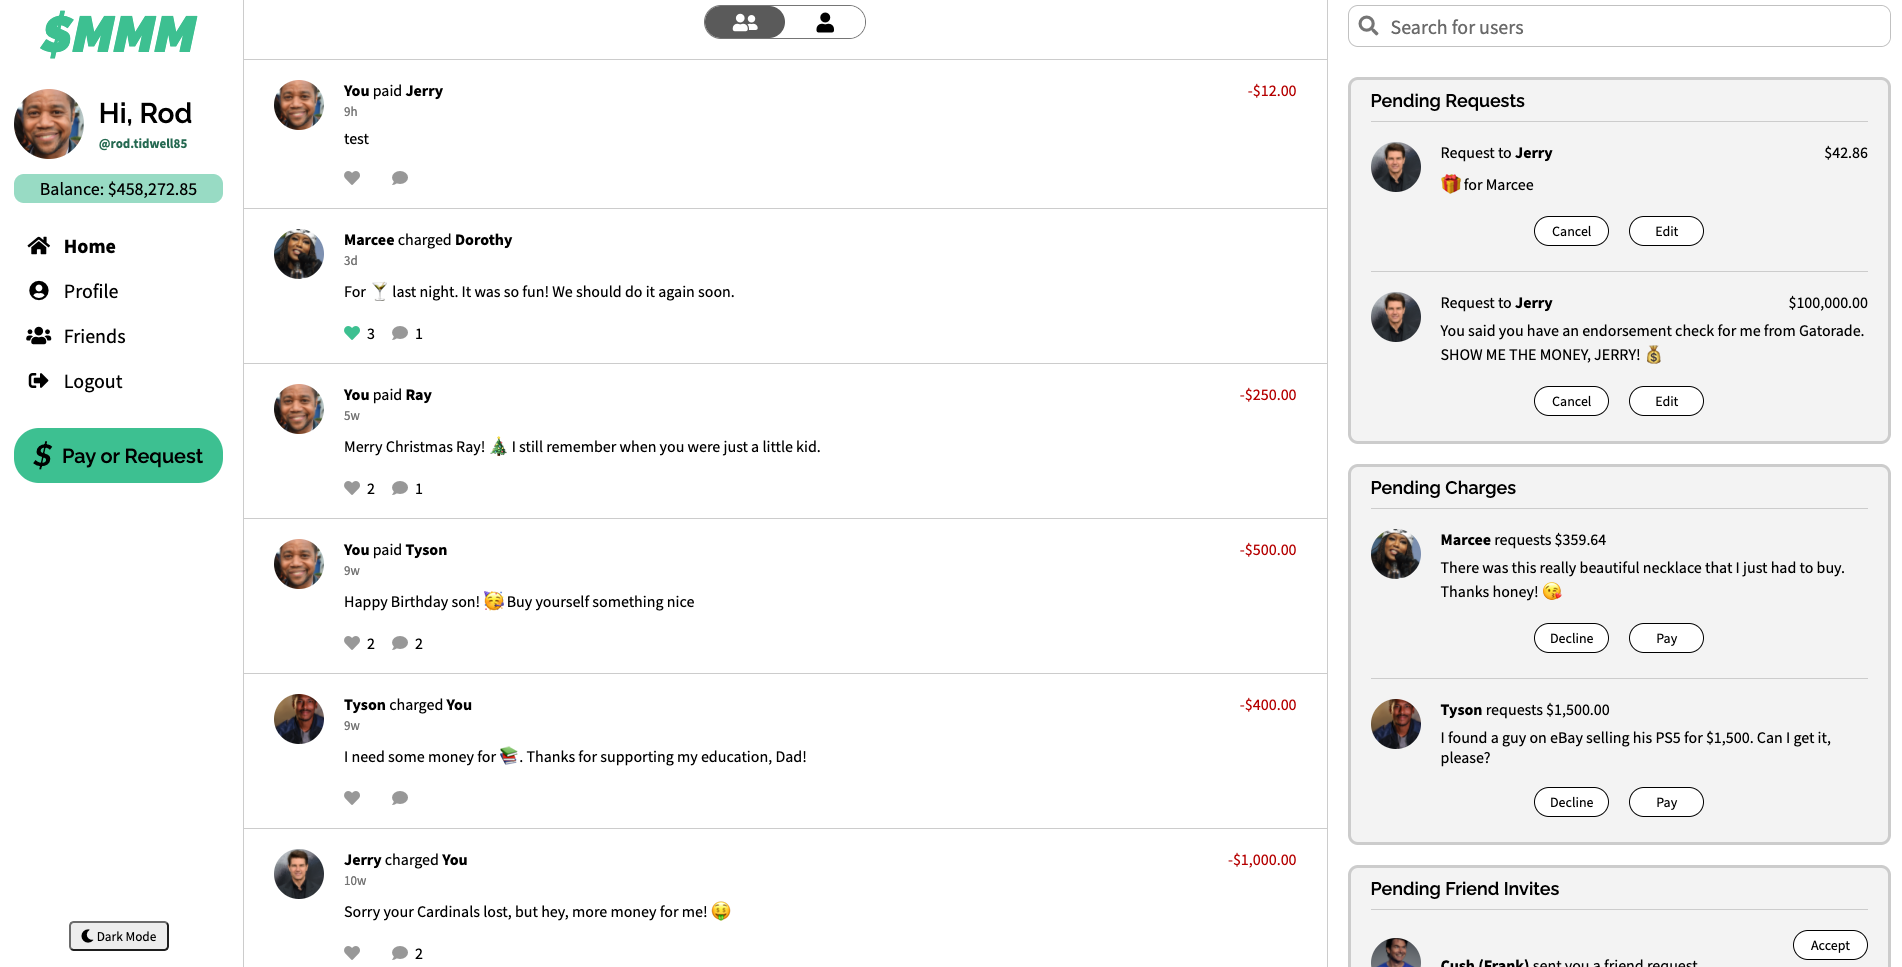 $MMM
Hi, Rod
@rod.tidwell85
Balance: $458,272.85
Home
Profile
Friends
Logout
$ Pay or Request
Dark Mode
You paid Jerry
-$12.00
9h
test
Marcee charged Dorothy
3d
For 🍸 last night. It was so fun! We should do it again soon.
3 1
You paid Ray
-$250.00
5w
Merry Christmas Ray! 🎄 I still remember when you were just a little kid.
2 1
You paid Tyson
-$500.00
9w
Happy Birthday son! 🥳 Buy yourself something nice
2 2
Tyson charged You
-$400.00
9w
I need some money for 📚. Thanks for supporting my education, Dad!
Jerry charged You
-$1,000.00
10w
Sorry your Cardinals lost, but hey, more money for me! 🤑
2
Search for users
Pending Requests
Request to Jerry
$42.86
🎁 for Marcee
Cancel Edit
Request to Jerry
$100,000.00
You said you have an endorsement check for me from Gatorade.
SHOW ME THE MONEY, JERRY! 💰
Cancel Edit
Pending Charges
Marcee requests $359.64
There was this really beautiful necklace that I just had to buy.
Thanks honey! 😘
Decline Pay
Tyson requests $1,500.00
I found a guy on eBay selling his PS5 for $1,500. Can I get it,
please?
Decline Pay
Pending Friend Invites
Accept
Cush (Frank) sent you a friend request